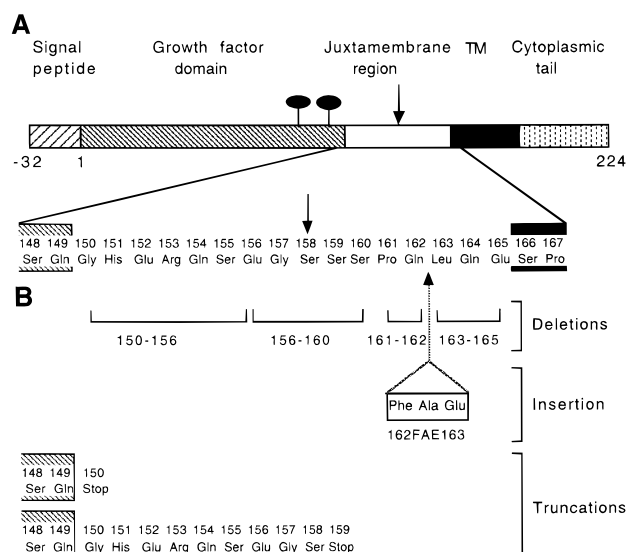 A
Signal peptide
Growth factor domain
Juxtamembrane region
TM
Cytoplasmic tail
-32 1 224
148 149 150 151 152 153 154 155 156 157 158 159 160 161 162 163 164 165 166 167
Ser Gln Gly His Glu Arg Gln Ser Glu Gly Ser Ser Ser Pro Gln Leu Gln Glu Ser Pro
B
150-156 156-160 161-162 163-165
Deletions
Phe Ala Glu
162FAE163
Insertion
148 149 150
Ser Gln Stop
Truncations
148 149 150 151 152 153 154 155 156 157 158 159
Ser Gln Gly His Glu Arg Gln Ser Glu Gly Ser Stop